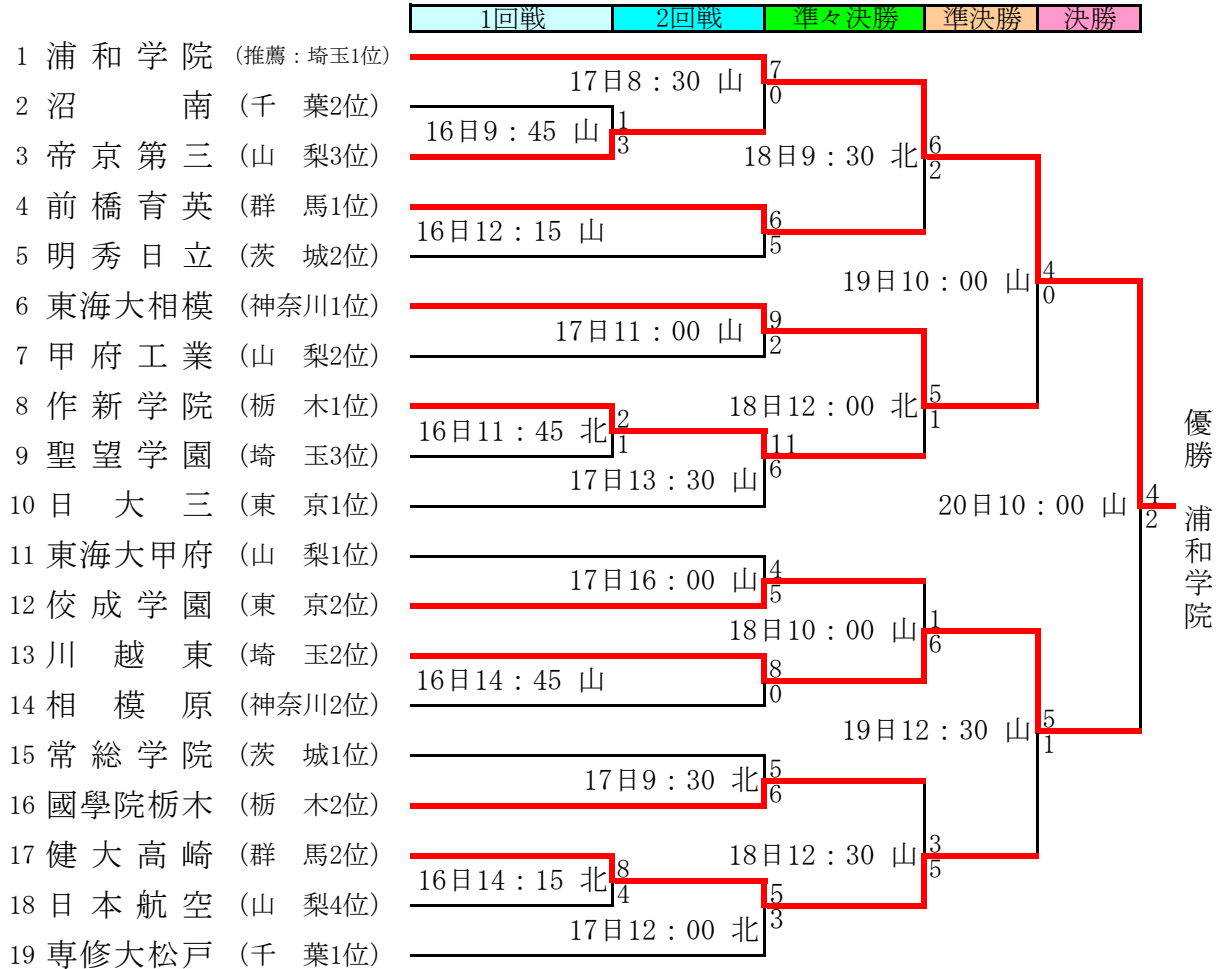 1回戦 2回戦 準々決勝 準決勝 決勝
1 浦和学院 (推薦：埼玉1位)
7
17日8：30 山
0
2 沼南 (千葉2位)
1
16日9：45 山
3
3 帝京第三 (山梨3位)
18日9：30 北
6
2
4 前橋育英 (群馬1位)
16日12：15 山
6
5
5 明秀日立 (茨城2位)
19日10：00 山
4
0
6 東海大相模 (神奈川1位)
17日11：00 山
9
2
7 甲府工業 (山梨2位)
8 作新学院 (栃木1位)
18日12：00 北
5
1
16日11：45 北
2
1
9 聖望学園 (埼玉3位)
11
6
17日13：30 山
10 日大三 (東京1位)
20日10：00 山
4
2
優勝 浦和学院
11 東海大甲府 (山梨1位)
17日16：00 山
4
5
12 佼成学園 (東京2位)
18日10：00 山
1
6
13 川越東 (埼玉2位)
16日14：45 山
8
0
14 相模原 (神奈川2位)
19日12：30 山
5
1
15 常総学院 (茨城1位)
17日9：30 北
5
6
16 國學院栃木 (栃木2位)
17 健大高崎 (群馬2位)
18日12：30 山
3
5
16日14：15 北
8
4
18 日本航空 (山梨4位)
17日12：00 北
5
3
19 専修大松戸 (千葉1位)